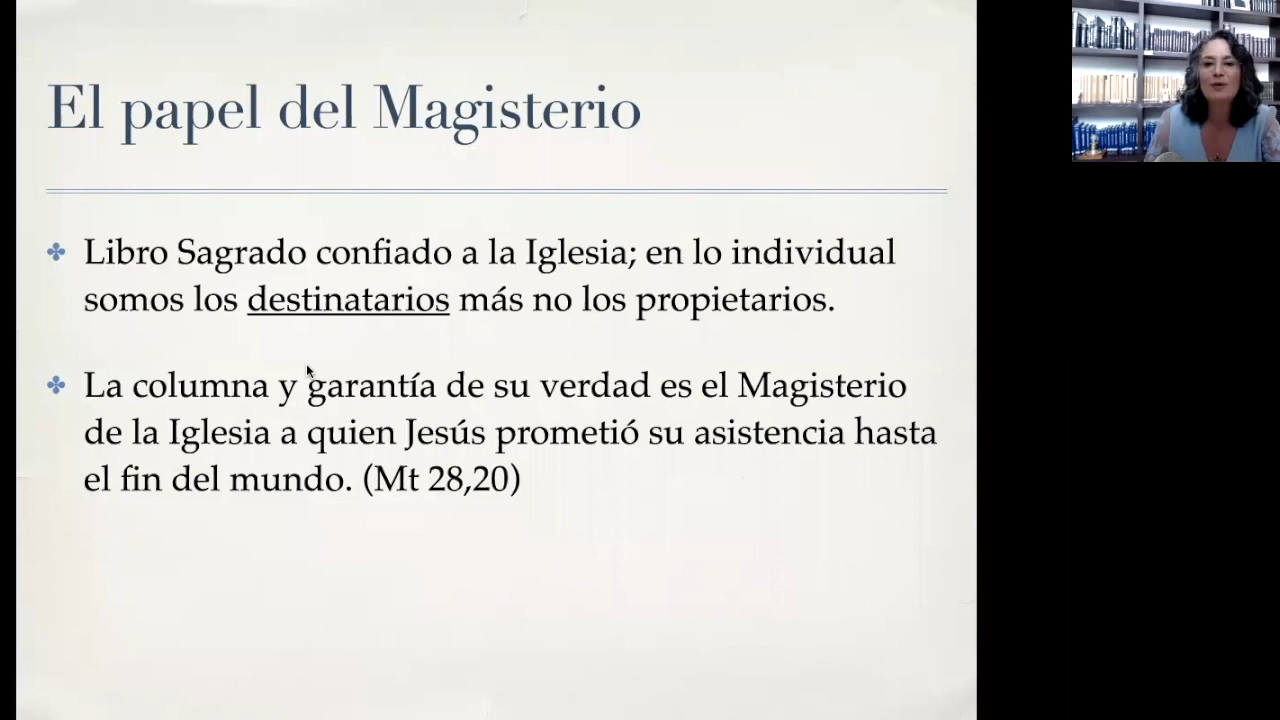 El papel del Magisterio
Libro Sagrado confiado a la Iglesia; en lo individual
somos los destinatarios más no los propietarios.
La columna y garantía de su verdad es el Magisterio
de la Iglesia a quien Jesús prometió su asistencia hasta
el fin del mundo. (Mt 28,20)